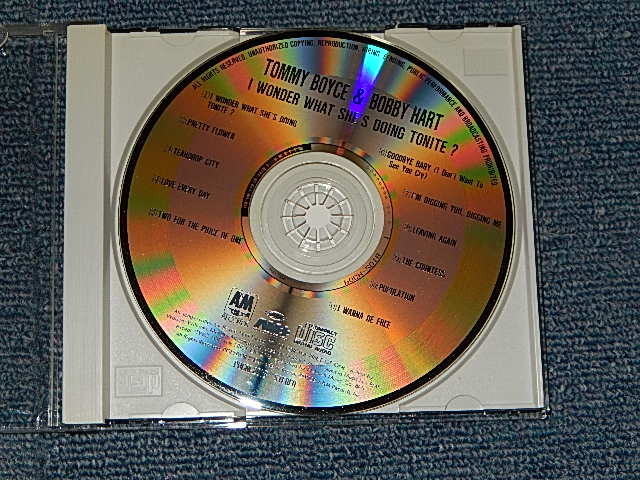 ALL RIGHTS RESERVED. UNAUTHORIZED COPYING, REPRODUCTION, HIRING, LENDING, PUBLIC PERFORMANCE AND BROADCASTING PROHIBITED
TOMMY BOYCE & BOBBY HART
I WONDER WHAT SHE'S DOING TONITE ?
I WONDER WHAT SHE'S DOING
TONITE ?
PRETTY FLOWER
TEARDROP CITY
LOVE EVERY DAY
TWO FOR THE PRICE OF ONE
GOODBYE BABY (I Don't Want To
See You Cry)
I'M DIGGING YOU, DIGGING ME
LEAVING AGAIN
THE COUNTESS
POPULATION
I WANNA BE FREE
AM
COMPACT
disc
DIGITAL AUDIO